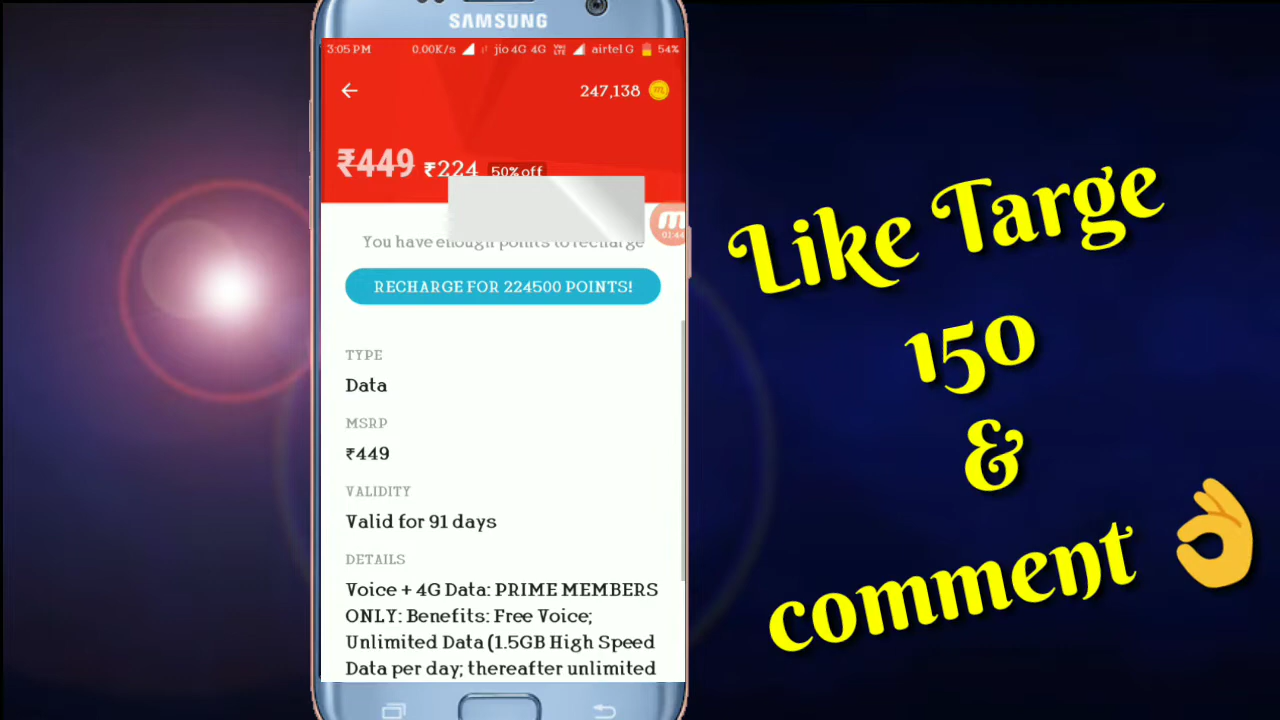 SAMSUNG
3:05 PM 0.00K/s jio 4G 4G VoLTE airtel G 54%
247,138 m
₹449 ₹224 50% off
You have enough points to recharge
M
01:44
RECHARGE FOR 224500 POINTS!
TYPE
Data
MSRP
₹449
VALIDITY
Valid for 91 days
DETAILS
Voice + 4G Data: PRIME MEMBERS
ONLY: Benefits: Free Voice;
Unlimited Data (1.5GB High Speed
Data per day; thereafter unlimited
Like Targe
150
&
comment 👌